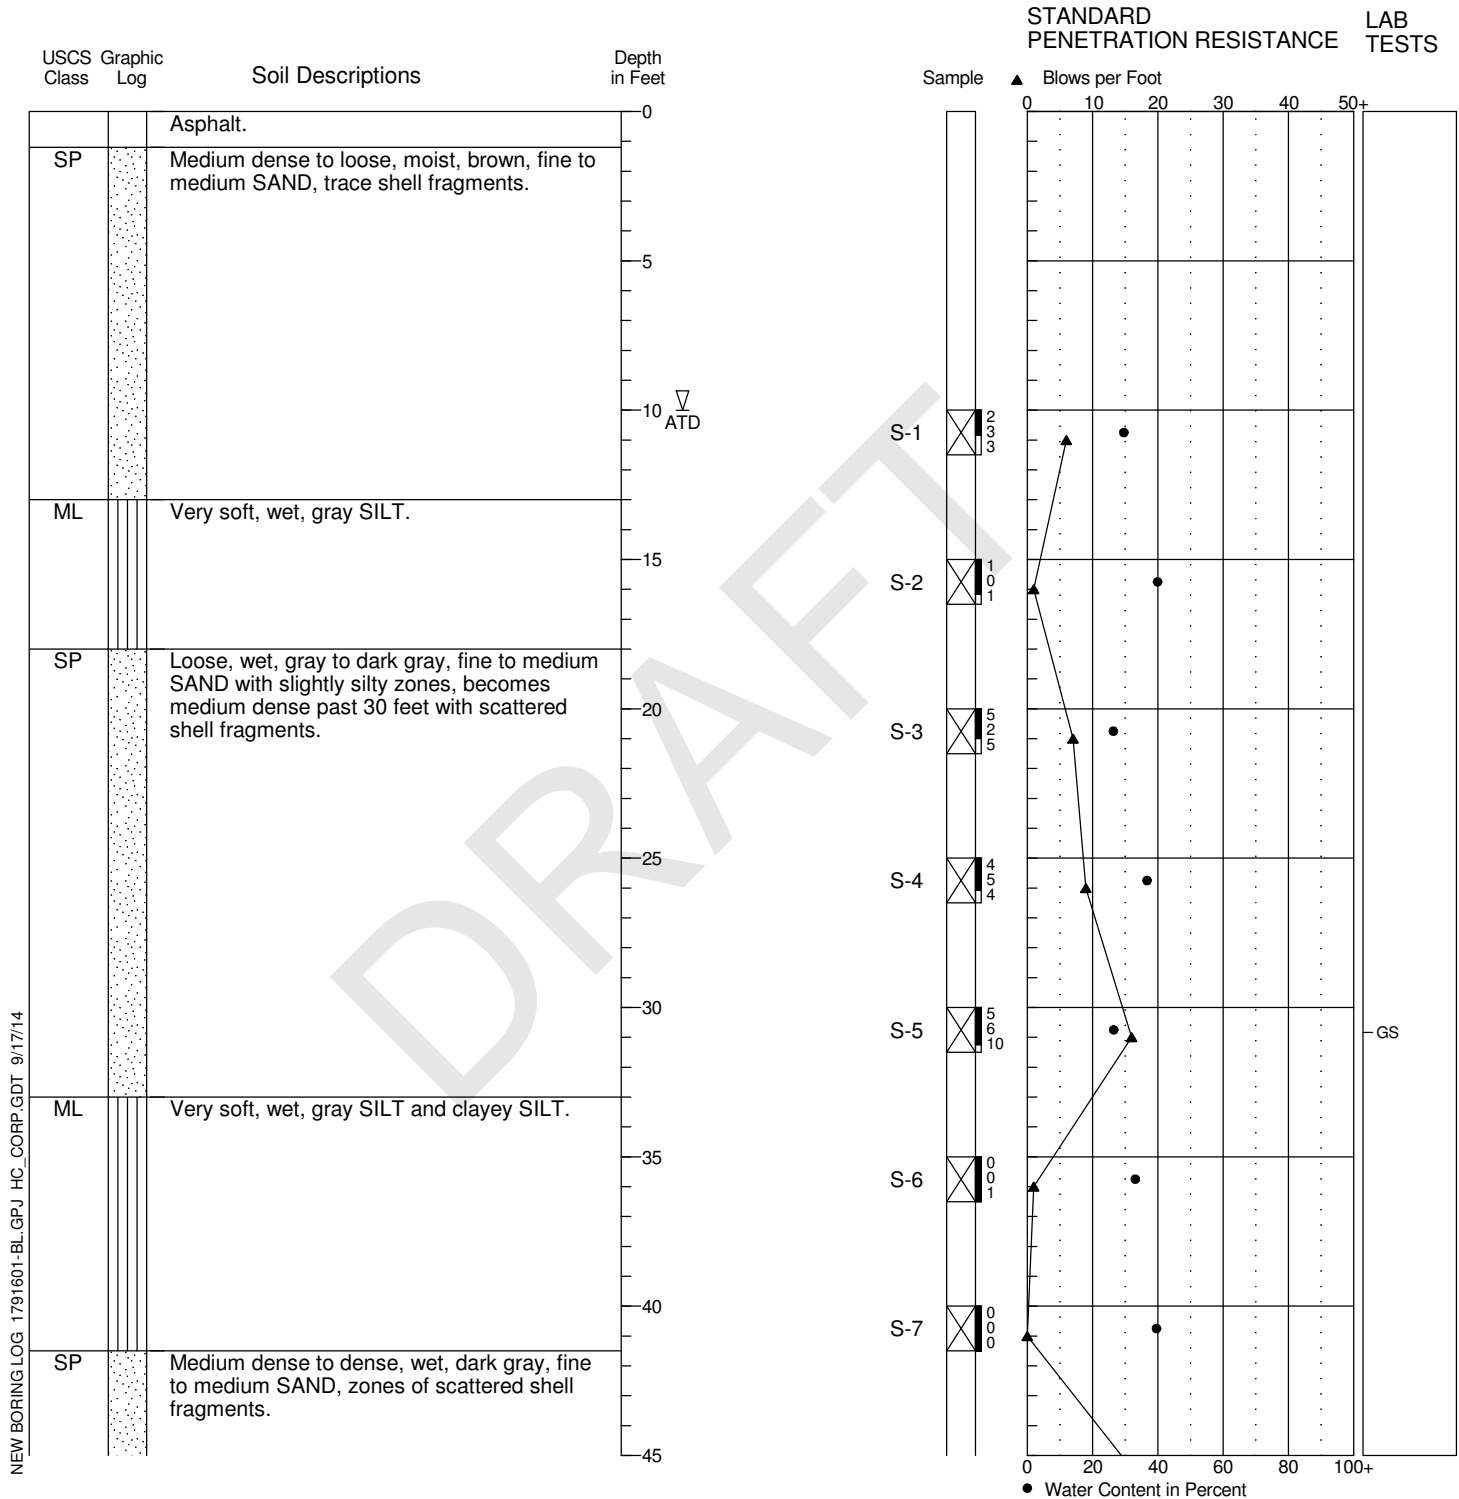 STANDARD
PENETRATION RESISTANCE
LAB
TESTS
USCS Class
Graphic Log
Soil Descriptions
Depth in Feet
Sample
▲ Blows per Foot
0 10 20 30 40 50+
0
Asphalt.
SP
Medium dense to loose, moist, brown, fine to
medium SAND, trace shell fragments.
5
10
ATD
S-1
2
3
3
ML
Very soft, wet, gray SILT.
15
S-2
1
0
1
SP
Loose, wet, gray to dark gray, fine to medium
SAND with slightly silty zones, becomes
medium dense past 30 feet with scattered
shell fragments.
20
S-3
5
2
5
25
S-4
4
5
4
30
S-5
5
6
10
GS
ML
Very soft, wet, gray SILT and clayey SILT.
35
S-6
0
0
1
40
S-7
0
0
0
SP
Medium dense to dense, wet, dark gray, fine
to medium SAND, zones of scattered shell
fragments.
45
0 20 40 60 80 100+
● Water Content in Percent
DRAFT
NEW BORING LOG 1791601-BL.GPJ HC_CORP.GDT 9/17/14